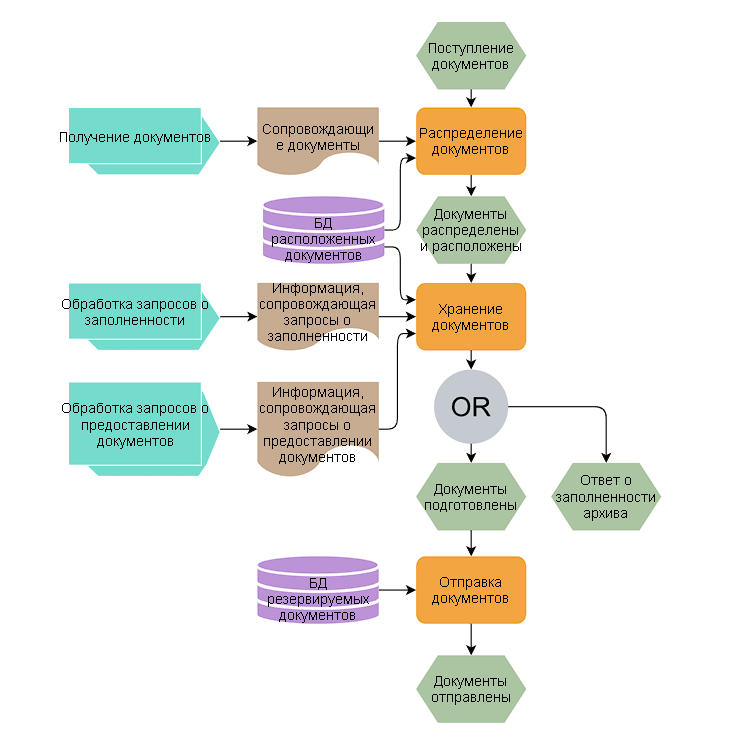 Поступление
документов
Получение документов
Сопровождающи
е документы
Распределение
документов
БД
расположенных
документов
Документы
распределены
и расположены
Обработка запросов о
заполненности
Информация,
сопровождающая
запросы о
заполненности
Хранение
документов
Обработка запросов о
предоставлении
документов
Информация,
сопровождающая
запросы о
предоставлении
документов
OR
Документы
подготовлены
Ответ о
заполненности
архива
БД
резервируемых
документов
Отправка
документов
Документы
отправлены